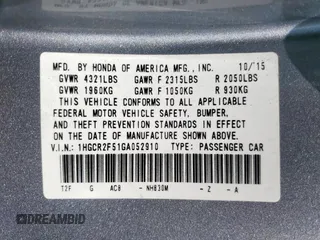 MFD. BY HONDA OF AMERICA MFG., INC. 10/15
GVWR 4321LBS GAWR F 2315LBS R 2050LBS
GVWR 1960KG GAWR F 1050KG R 930KG
THIS VEHICLE CONFORMS TO ALL APPLICABLE
FEDERAL MOTOR VEHICLE SAFETY, BUMPER,
AND THEFT PREVENTION STANDARDS IN EFFECT
ON THE DATE OF MANUFACTURE SHOWN ABOVE.
V.I.N.: 1HGCR2F51GA052910 TYPE: PASSENGER CAR
T2F G AC8 - NH830M - Z - A
DREAMBID
DREAMBID.COM